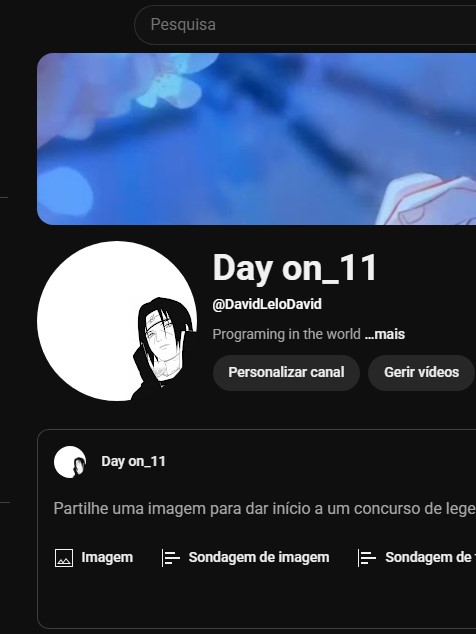 Pesquisa
Day on_11
@DavidLeloDavid
Programing in the world ...mais
Personalizar canal
Gerir vídeos
Day on_11
Partilhe uma imagem para dar início a um concurso de lege
Imagem
Sondagem de imagem
Sondagem de